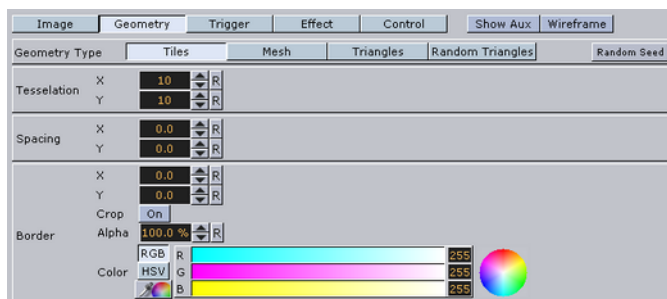 Image Geometry Trigger Effect Control Show Aux Wireframe
Geometry Type Tiles Mesh Triangles Random Triangles Random Seed
Tesselation X 10 R
Y 10 R
Spacing X 0.0 R
Y 0.0 R
Border X 0.0 R
Y 0.0 R
Crop On
Alpha 100.0 % R
Color RGB R 255
HSV G 255
B 255